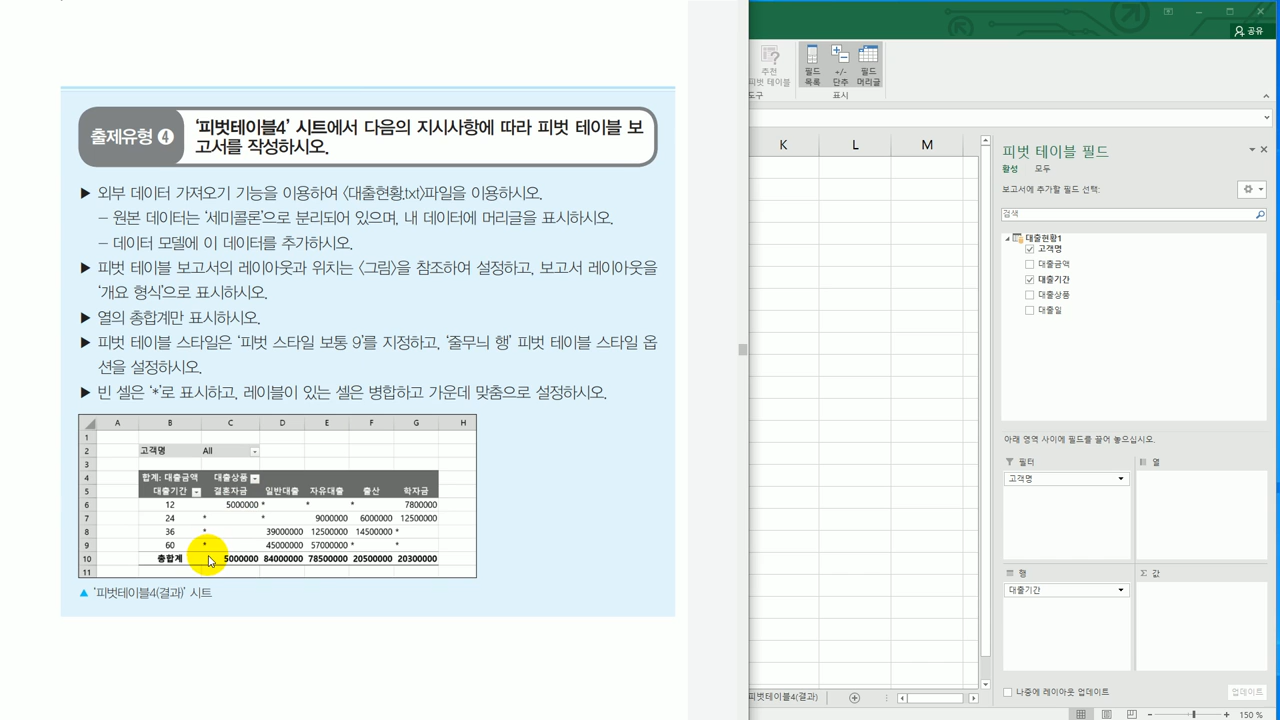 출제유형 ❹
'피벗테이블4' 시트에서 다음의 지시사항에 따라 피벗 테이블 보
고서를 작성하시오.
▶ 외부 데이터 가져오기 기능을 이용하여 〈대출현황.txt〉파일을 이용하시오.
– 원본 데이터는 '세미콜론'으로 분리되어 있으며, 내 데이터에 머리글을 표시하시오.
– 데이터 모델에 이 데이터를 추가하시오.
▶ 피벗 테이블 보고서의 레이아웃과 위치는 〈그림〉을 참조하여 설정하고, 보고서 레이아웃을
'개요 형식'으로 표시하시오.
▶ 열의 총합계만 표시하시오.
▶ 피벗 테이블 스타일은 '피벗 스타일 보통 9'를 지정하고, '줄무늬 행' 피벗 테이블 스타일 옵
션을 설정하시오.
▶ 빈 셀은 '*'로 표시하고, 레이블이 있는 셀은 병합하고 가운데 맞춤으로 설정하시오.
A B C D E F G H
1
2 고객명 All
3
4 합계: 대출금액 대출상품
5 대출기간 결혼자금 일반대출 자유대출 출산 학자금
6 12 5000000 * * * 7800000
7 24 * * 9000000 6000000 12500000
8 36 * 39000000 12500000 14500000 *
9 60 * 45000000 57000000 * *
10 총합계 5000000 84000000 78500000 20500000 20300000
11
▲ '피벗테이블4(결과)' 시트
공유
추천
피벗 테이블
필드
목록
+/-
단추
필드
머리글
도구
표시
K L M
피벗테이블4(결과)
피벗 테이블 필드
활성 모두
보고서에 추가할 필드 선택:
검색
대출현황1
고객명
대출금액
대출기간
대출상품
대출일
아래 영역 사이에 필드를 끌어 놓으십시오.
필터
열
고객명
행
Σ 값
대출기간
나중에 레이아웃 업데이트
업데이트
150 %